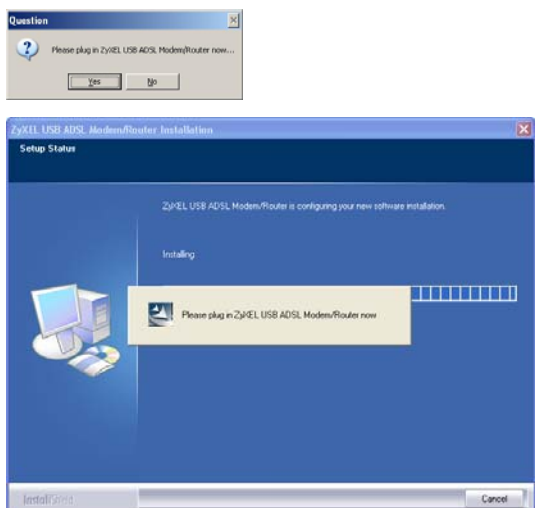 Question
Please plug in ZyXEL USB ADSL Modem/Router now...
Yes
No
ZyXEL USB ADSL Modem/Router Installation
Setup Status
ZyXEL USB ADSL Modem/Router is configuring your new software installation.
Installing
Please plug in ZyXEL USB ADSL Modem/Router now
InstallShield
Cancel